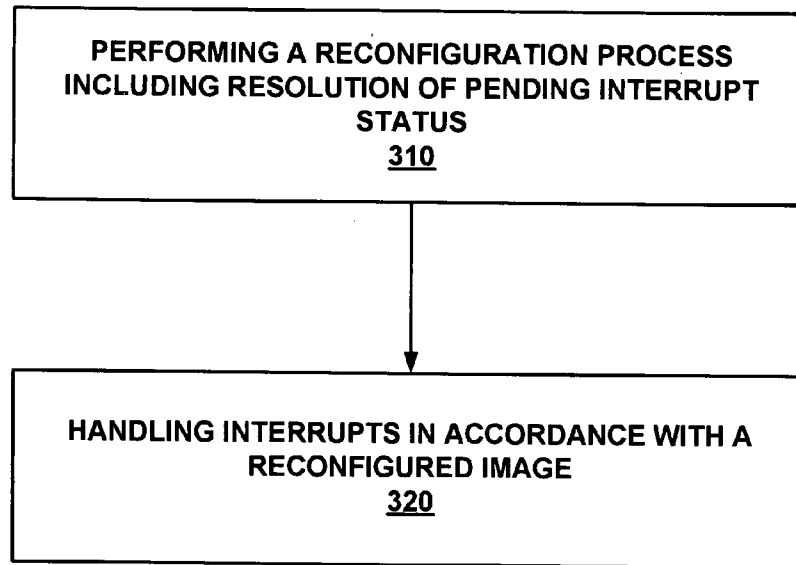 PERFORMING A RECONFIGURATION PROCESS
INCLUDING RESOLUTION OF PENDING INTERRUPT
STATUS
310
HANDLING INTERRUPTS IN ACCORDANCE WITH A
RECONFIGURED IMAGE
320